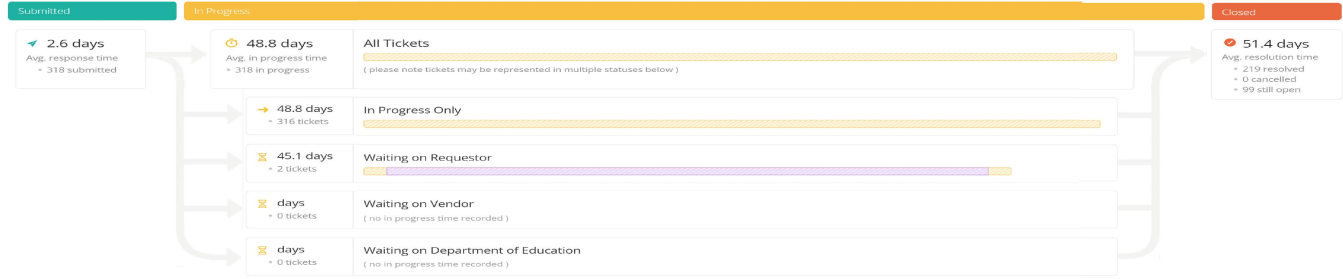 Submitted
In Progress
Closed
2.6 days
Avg. response time
• 318 submitted
48.8 days
Avg. in progress time
• 318 in progress
All Tickets
( please note tickets may be represented in multiple statuses below )
51.4 days
Avg. resolution time
• 219 resolved
• 0 cancelled
• 99 still open
48.8 days
• 316 tickets
In Progress Only
45.1 days
• 2 tickets
Waiting on Requestor
days
• 0 tickets
Waiting on Vendor
( no in progress time recorded )
days
• 0 tickets
Waiting on Department of Education
( no in progress time recorded )